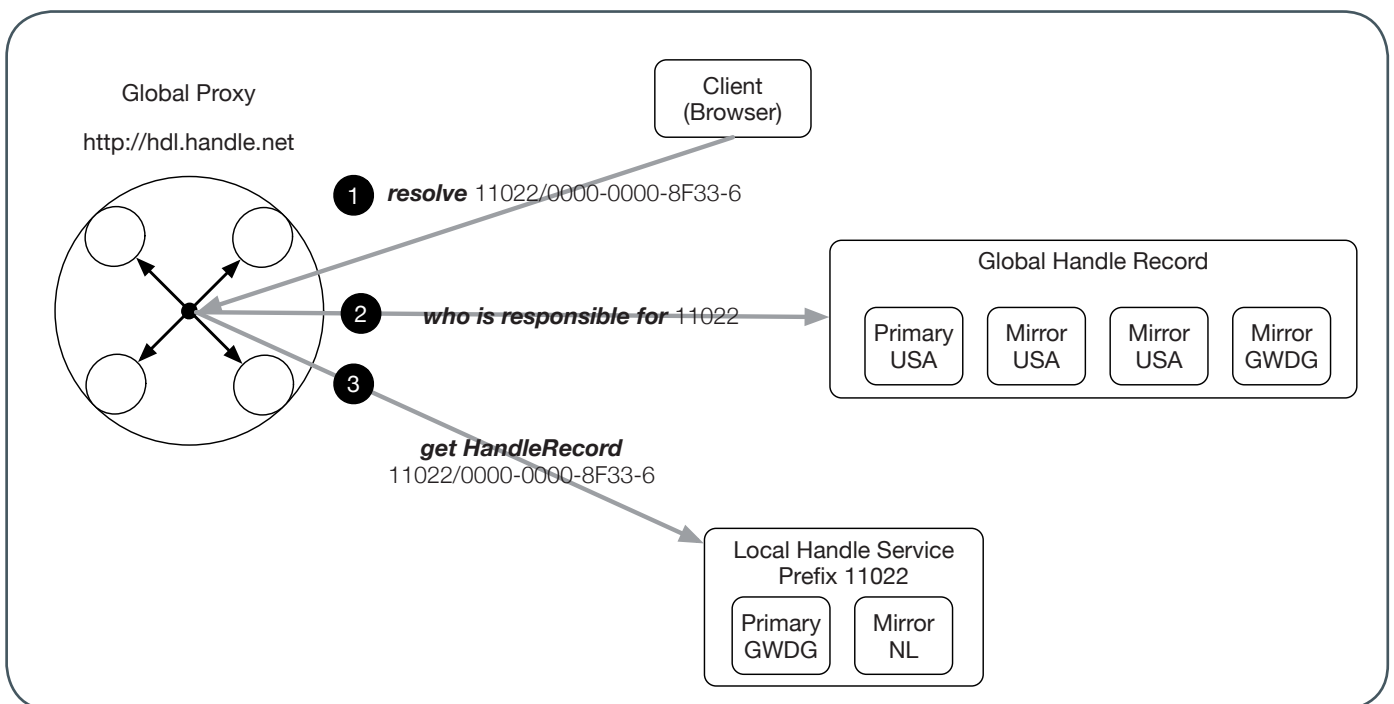 Global Proxy
http://hdl.handle.net
Client
(Browser)
1 resolve 11022/0000-0000-8F33-6
2 who is responsible for 11022
Global Handle Record
Primary
USA
Mirror
USA
Mirror
USA
Mirror
GWDG
3
get HandleRecord
11022/0000-0000-8F33-6
Local Handle Service
Prefix 11022
Primary
GWDG
Mirror
NL